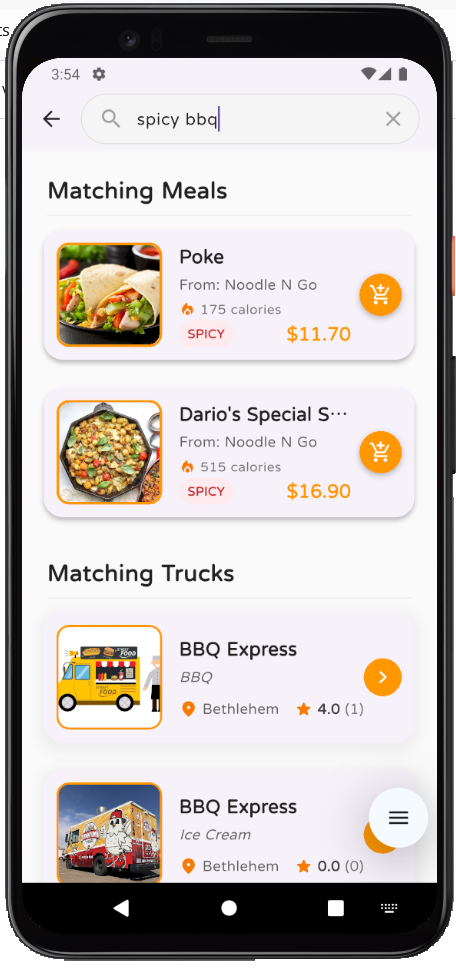 3:54
spicy bbq
Matching Meals
Poke
From: Noodle N Go
175 calories
SPICY
$11.70
Dario's Special S···
From: Noodle N Go
515 calories
SPICY
$16.90
Matching Trucks
BBQ Express
BBQ
Bethlehem
4.0 (1)
STREET FOOD
BBQ Express
Ice Cream
Bethlehem
0.0 (0)